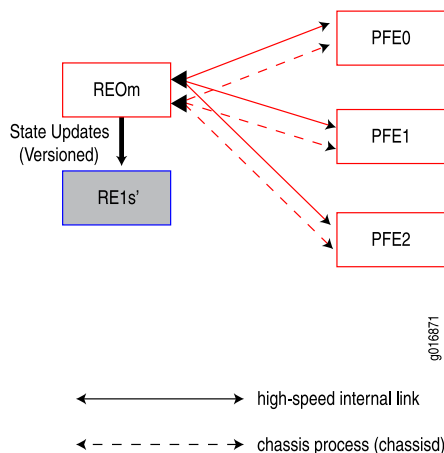 PFE0
REOm
State Updates
(Versioned)
PFE1
RE1s'
PFE2
g016871
high-speed internal link
chassis process (chassisd)